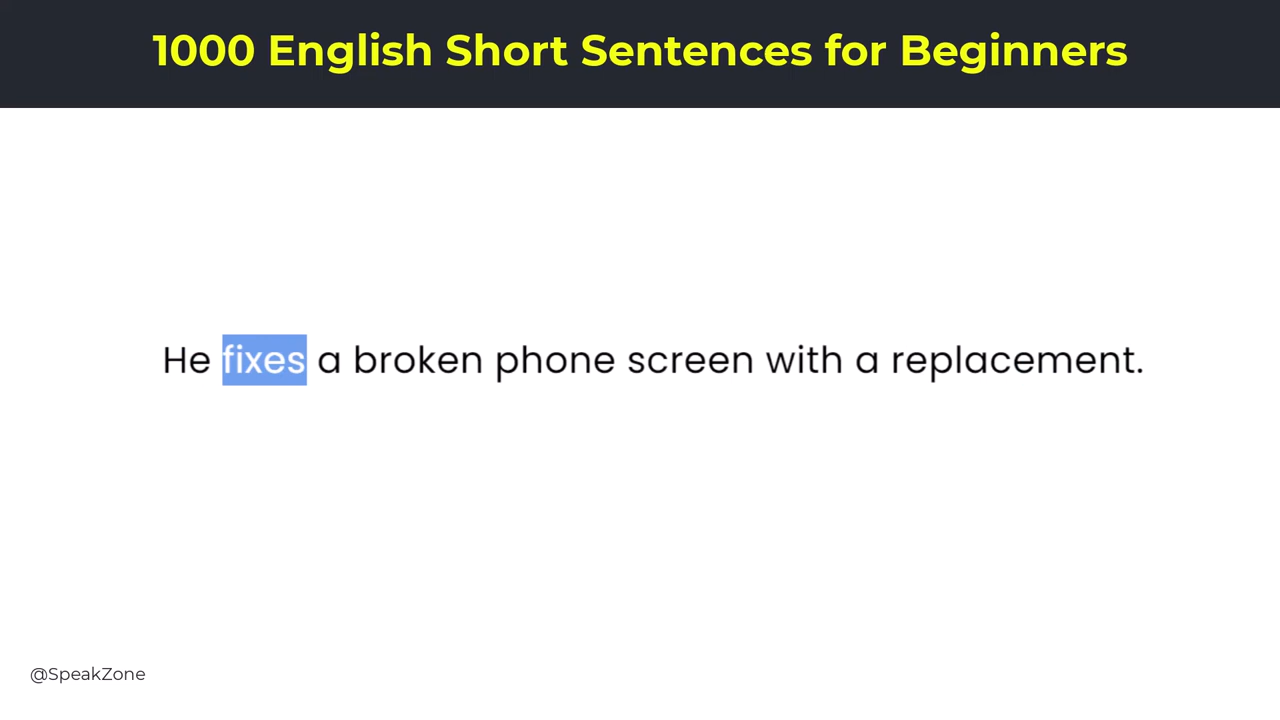 1000 English Short Sentences for Beginners
He fixes a broken phone screen with a replacement.
@SpeakZone